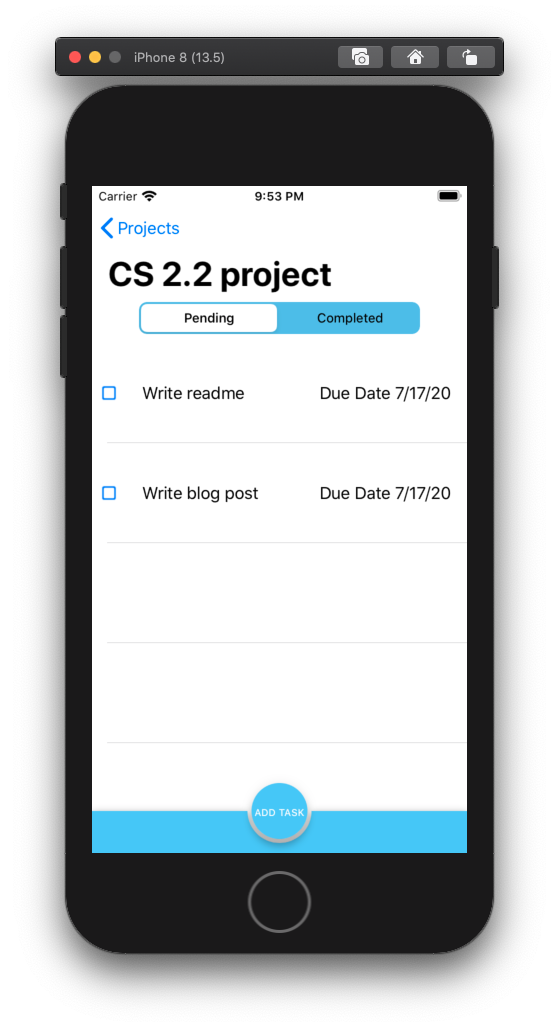 iPhone 8 (13.5)
Carrier 9:53 PM
Projects
CS 2.2 project
Pending Completed
Write readme Due Date 7/17/20
Write blog post Due Date 7/17/20
ADD TASK